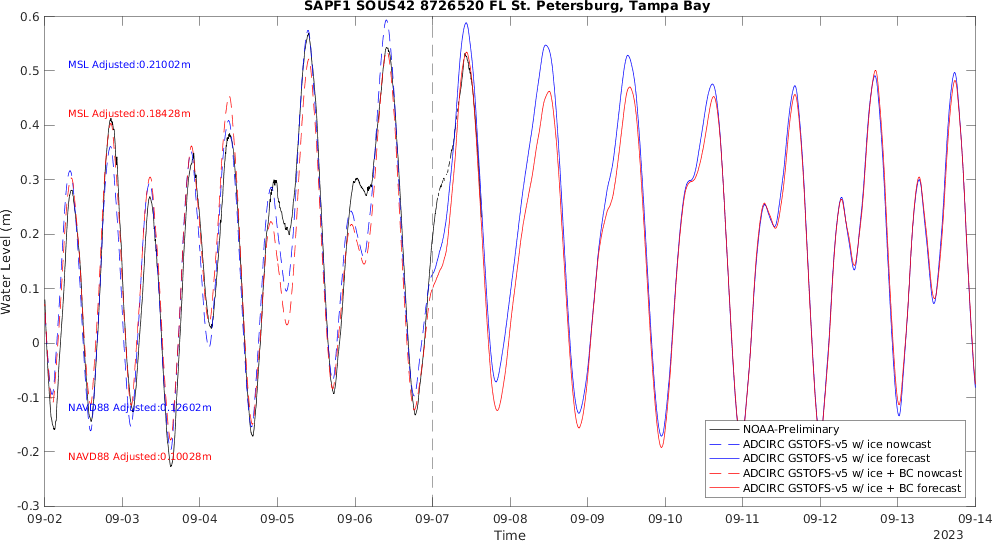 SAPF1 SOUS42 8726520 FL St. Petersburg, Tampa Bay
0.6
0.5
0.4
0.3
0.2
0.1
0
-0.1
-0.2
-0.3
Water Level (m)
MSL Adjusted:0.21002m
MSL Adjusted:0.18428m
NAVD88 Adjusted:0.12602m
NAVD88 Adjusted:0.10028m
NOAA-Preliminary
ADCIRC GSTOFS-v5 w/ ice nowcast
ADCIRC GSTOFS-v5 w/ ice forecast
ADCIRC GSTOFS-v5 w/ ice + BC nowcast
ADCIRC GSTOFS-v5 w/ ice + BC forecast
09-02 09-03 09-04 09-05 09-06 09-07 09-08 09-09 09-10 09-11 09-12 09-13 09-14
Time
2023